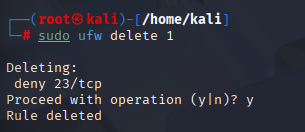 ┌──(root㉿kali)-[/home/kali]
└─# sudo ufw delete 1
Deleting:
 deny 23/tcp
Proceed with operation (y|n)? y
Rule deleted